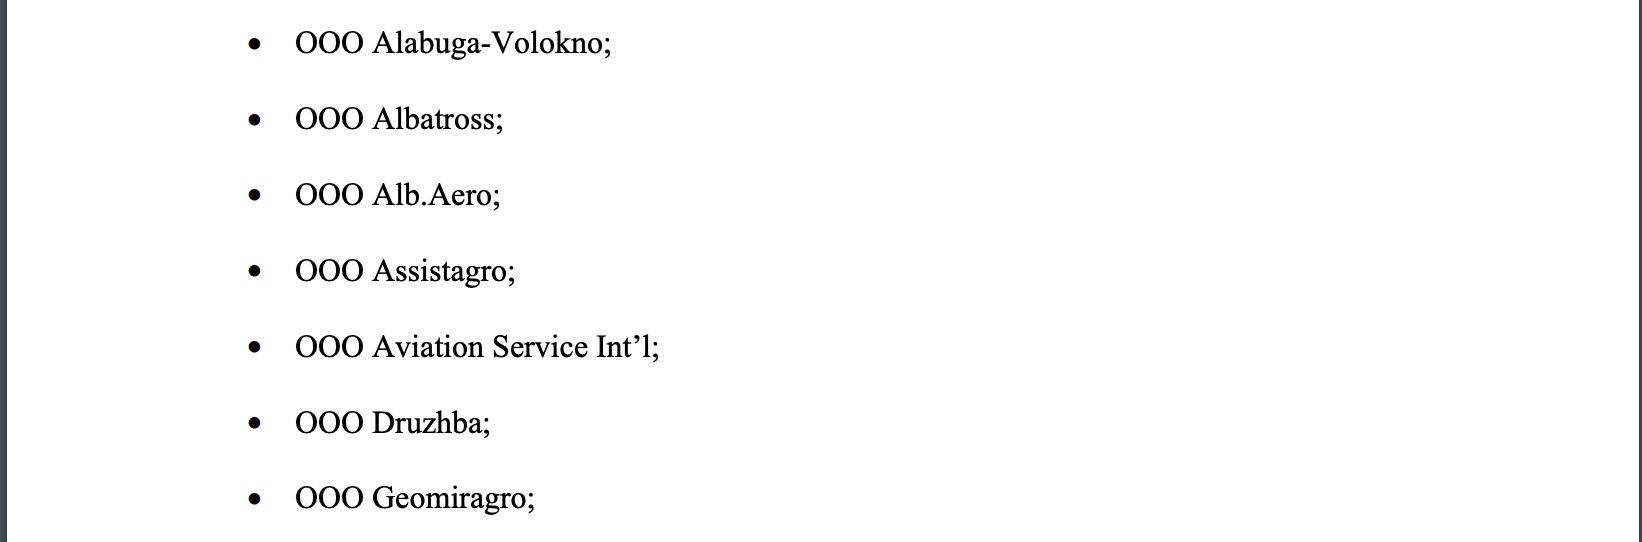 • OOO Alabuga-Volokno;
• OOO Albatross;
• OOO Alb.Aero;
• OOO Assistagro;
• OOO Aviation Service Int’l;
• OOO Druzhba;
• OOO Geomiragro;